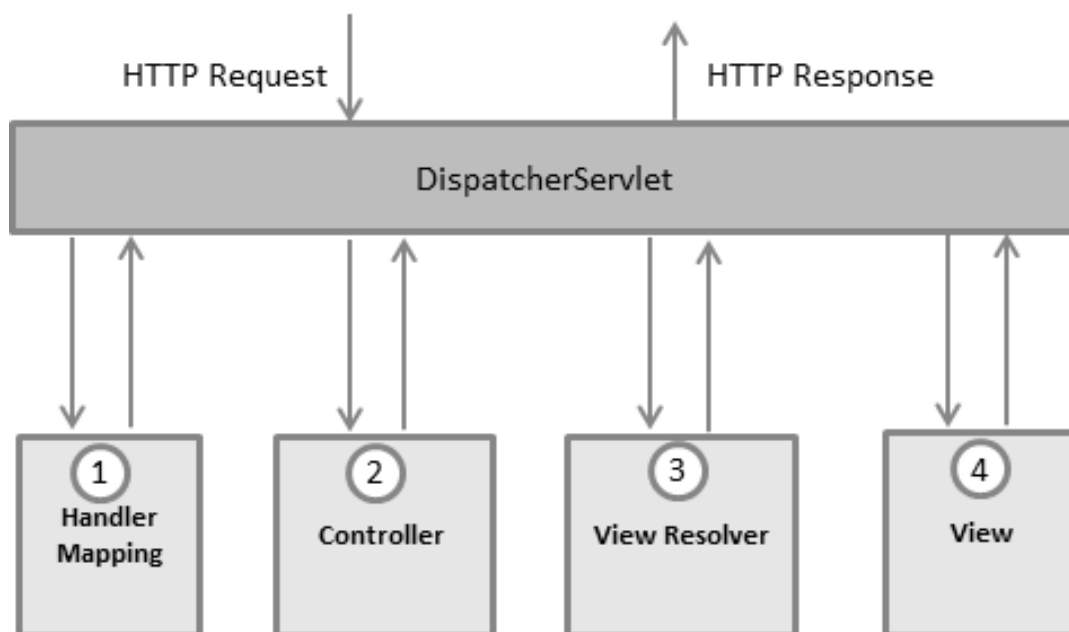 HTTP Request
HTTP Response
DispatcherServlet
1
Handler
Mapping
2
Controller
3
View Resolver
4
View